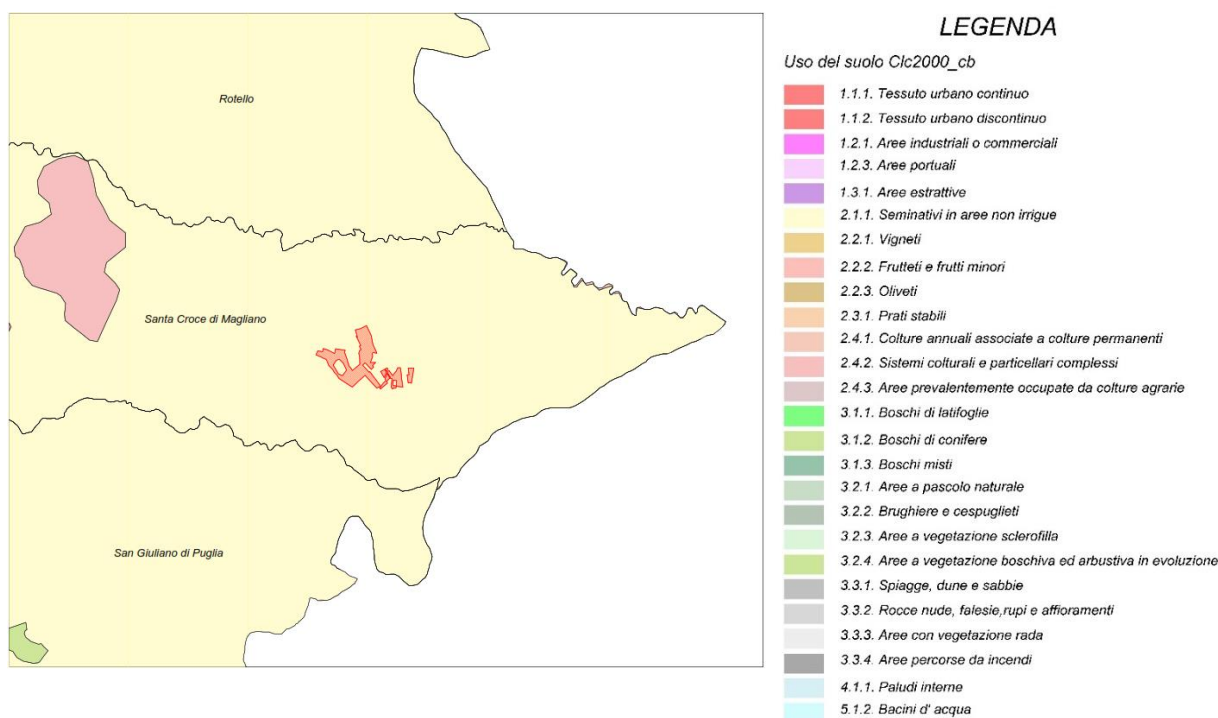 LEGENDA
Uso del suolo Clc2000_cb
1.1.1. Tessuto urbano continuo
1.1.2. Tessuto urbano discontinuo
1.2.1. Aree industriali o commerciali
1.2.3. Aree portuali
1.3.1. Aree estrattive
2.1.1. Seminativi in aree non irrigue
2.2.1. Vigneti
2.2.2. Frutteti e frutti minori
2.2.3. Oliveti
2.3.1. Prati stabili
2.4.1. Colture annuali associate a colture permanenti
2.4.2. Sistemi colturali e particellari complessi
2.4.3. Aree prevalentemente occupate da colture agrarie
3.1.1. Boschi di latifoglie
3.1.2. Boschi di conifere
3.1.3. Boschi misti
3.2.1. Aree a pascolo naturale
3.2.2. Brughiere e cespuglieti
3.2.3. Aree a vegetazione sclerofilla
3.2.4. Aree a vegetazione boschiva ed arbustiva in evoluzione
3.3.1. Spiagge, dune e sabbie
3.3.2. Rocce nude, falesie,rupi e affioramenti
3.3.3. Aree con vegetazione rada
3.3.4. Aree percorse da incendi
4.1.1. Paludi interne
5.1.2. Bacini d' acqua
Rotello
Santa Croce di Magliano
San Giuliano di Puglia